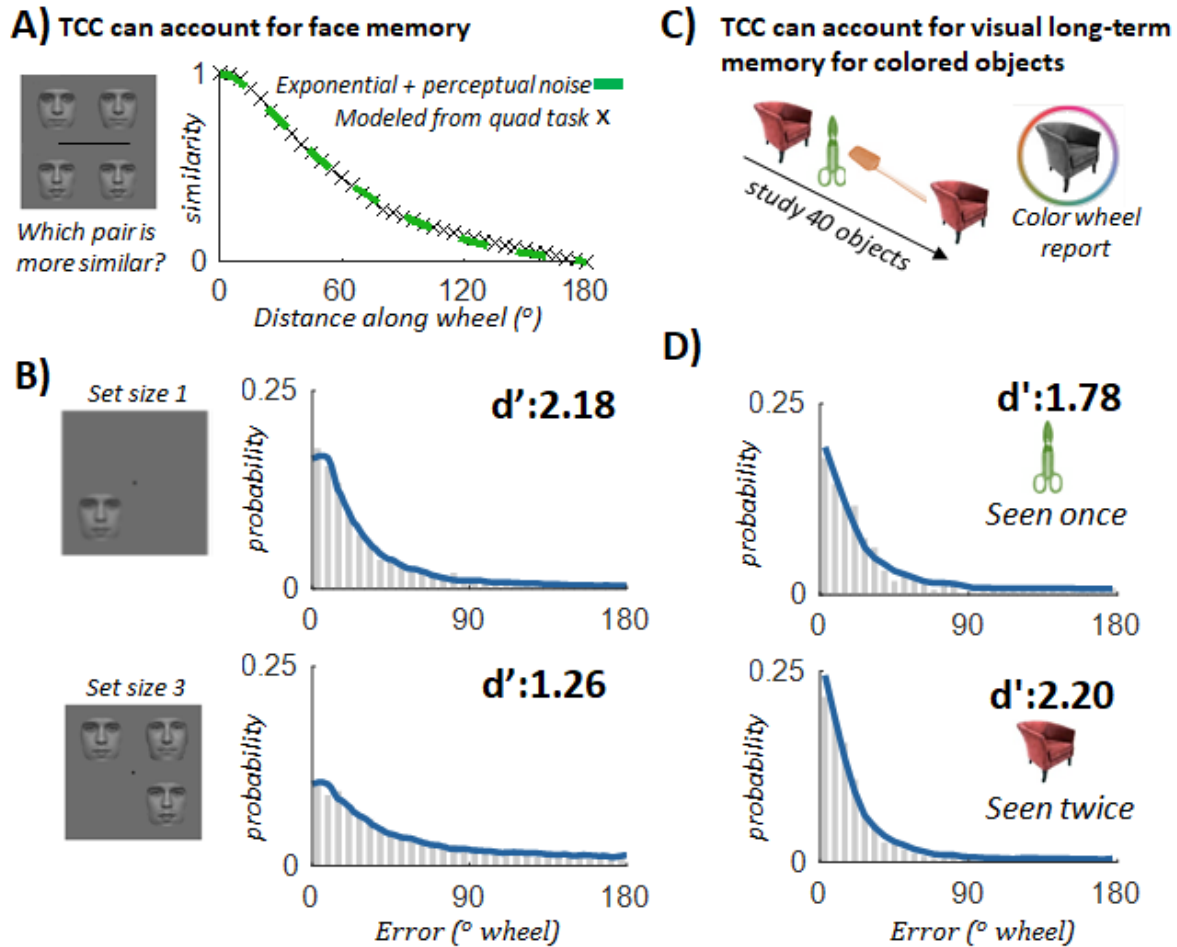 A) TCC can account for face memory
Which pair is
more similar?
similarity
1
0
Exponential + perceptual noise
Modeled from quad task x
0 60 120 180
Distance along wheel (°)
B)
Set size 1
probability
0.25
0
d’:2.18
0 90 180
Set size 3
probability
0.25
0
d’:1.26
0 90 180
Error (° wheel)
C) TCC can account for visual long-term
memory for colored objects
study 40 objects
Color wheel
report
D)
probability
0.25
0
d':1.78
Seen once
0 90 180
probability
0.25
0
d':2.20
Seen twice
0 90 180
Error (° wheel)